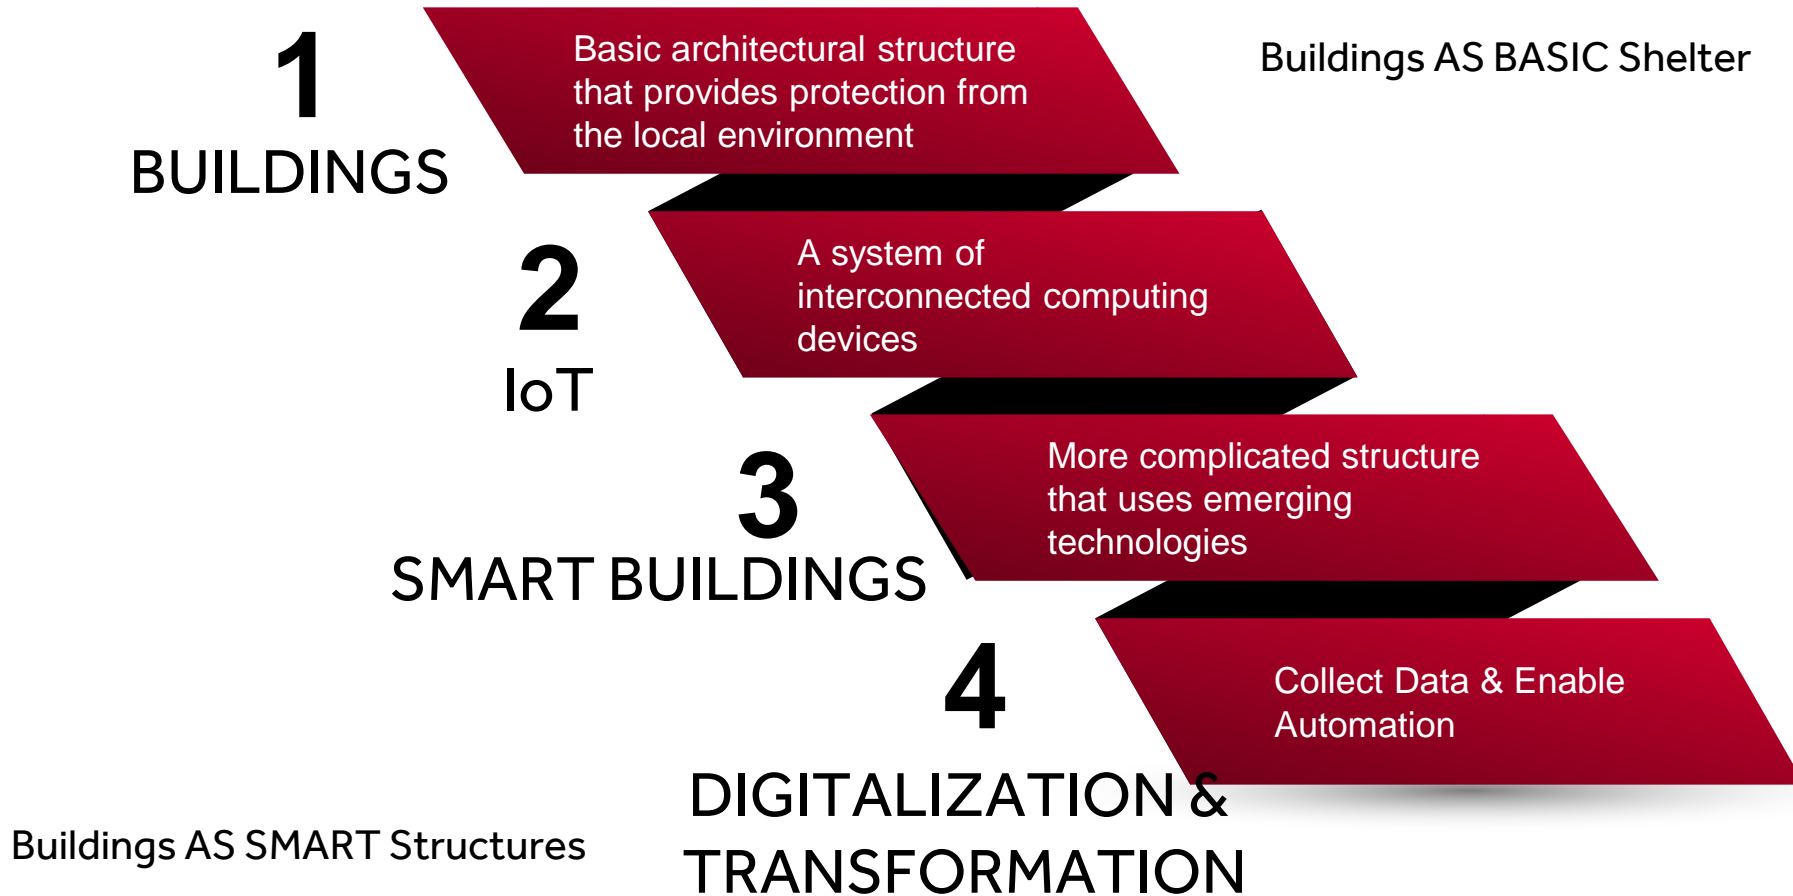 1
BUILDINGS
Basic architectural structure
that provides protection from
the local environment
Buildings AS BASIC Shelter
2
IoT
A system of
interconnected computing
devices
3
SMART BUILDINGS
More complicated structure
that uses emerging
technologies
4
DIGITALIZATION &
TRANSFORMATION
Collect Data & Enable
Automation
Buildings AS SMART Structures